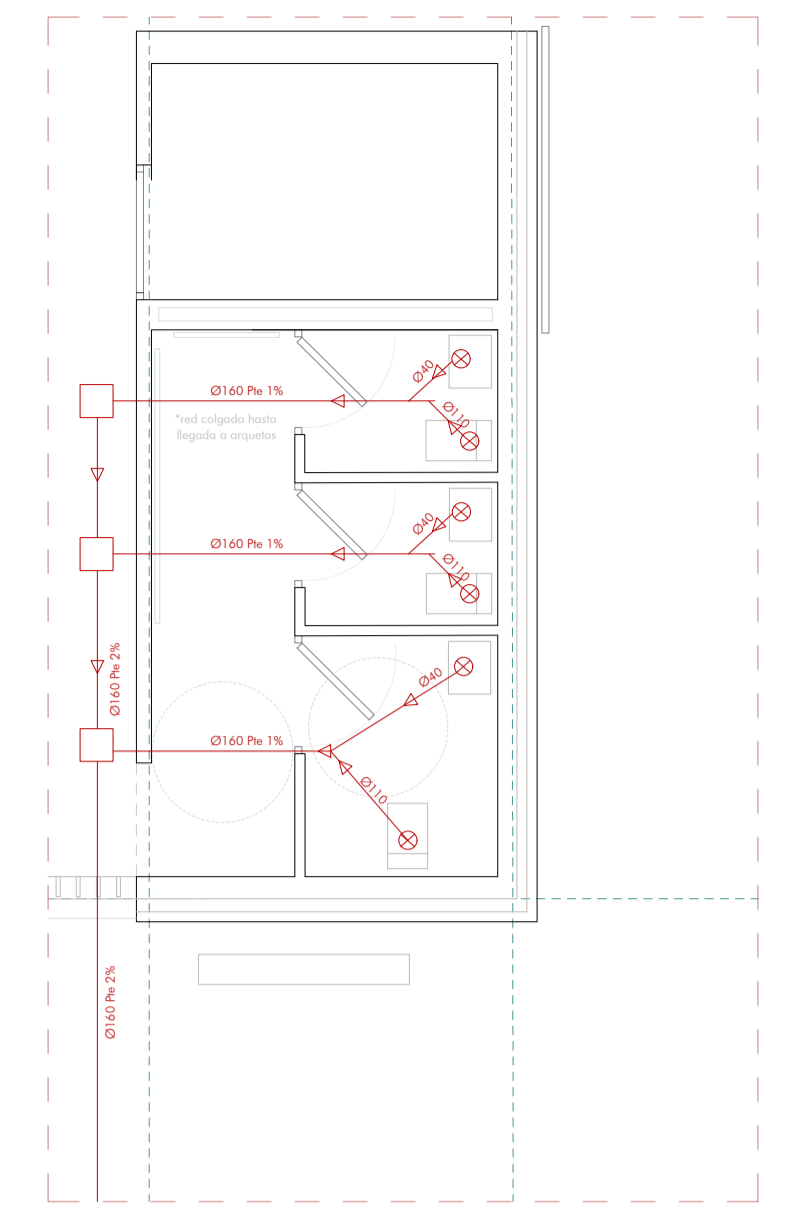 Ø40
Ø160 Pte 1%
Ø110
*red colgada hasta
llegada a arquetas
Ø40
Ø160 Pte 1%
Ø110
Ø160 Pte 2%
Ø40
Ø160 Pte 1%
Ø110
Ø160 Pte 2%